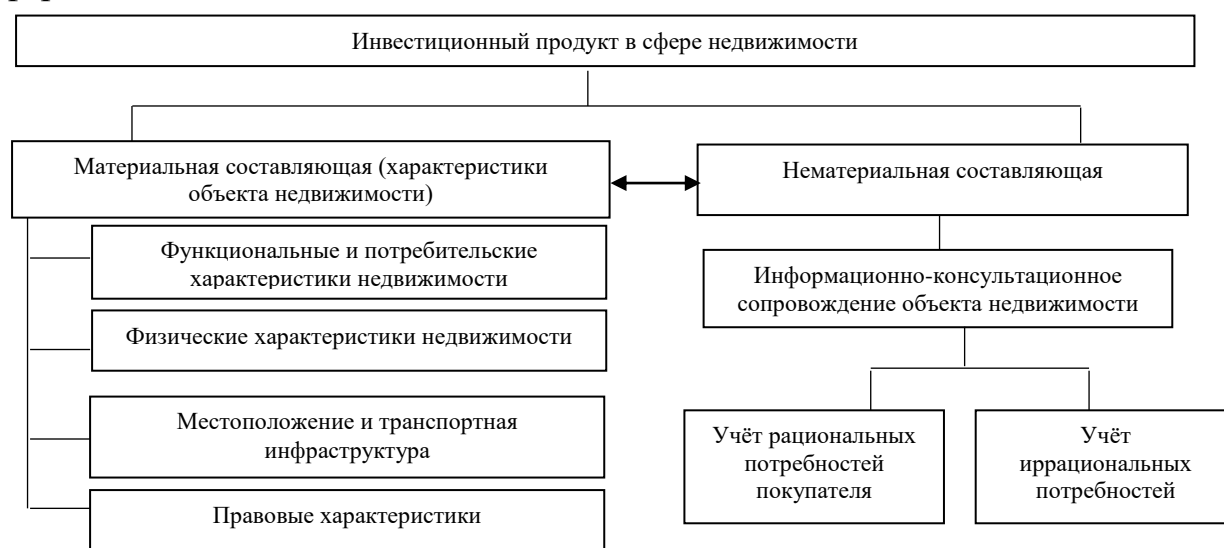 Инвестиционный продукт в сфере недвижимости
Материальная составляющая (характеристики
объекта недвижимости)
Функциональные и потребительские
характеристики недвижимости
Физические характеристики недвижимости
Местоположение и транспортная
инфраструктура
Правовые характеристики
Нематериальная составляющая
Информационно-консультационное
сопровождение объекта недвижимости
Учёт рациональных
потребностей
покупателя
Учёт
иррациональных
потребностей